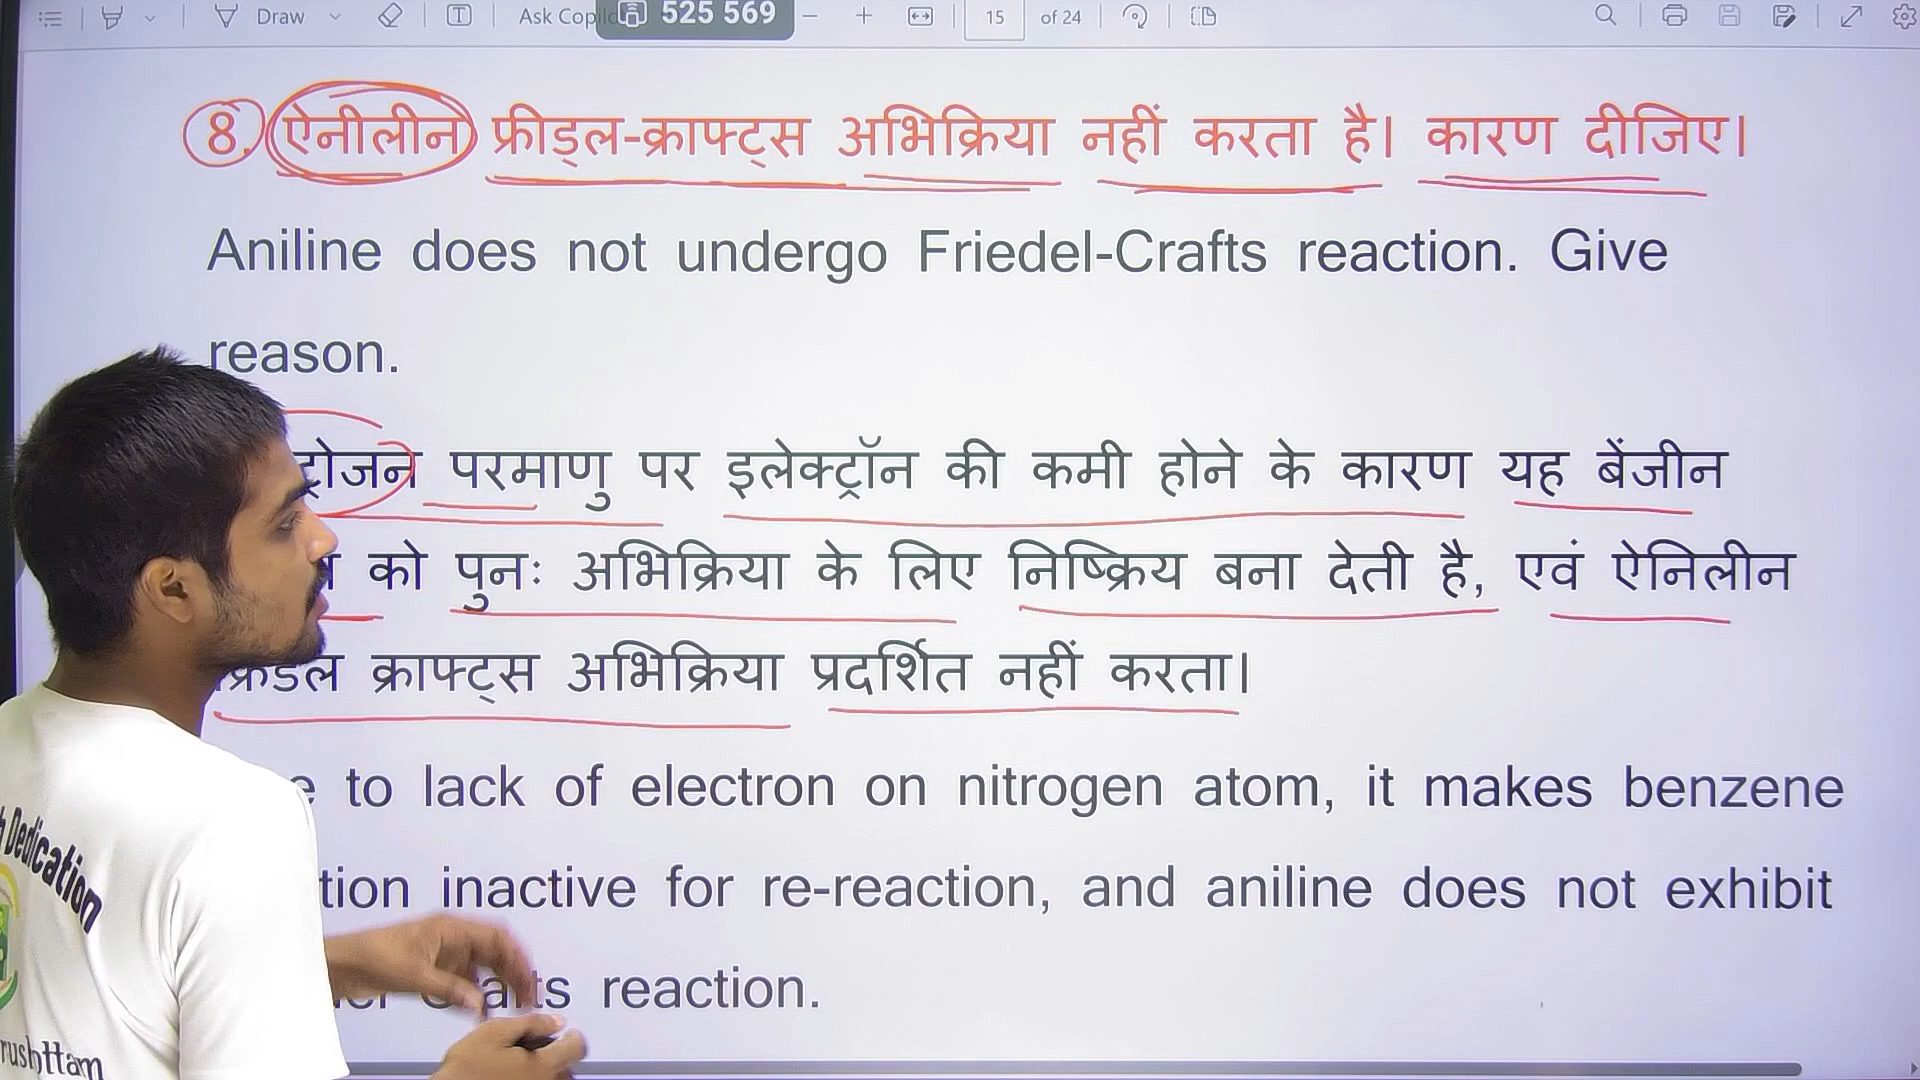 Draw
Ask Copil 525 569
15 of 24
8. ऐनीलीन फ्रीड्ल-क्राफ्ट्स अभिक्रिया नहीं करता है। कारण दीजिए।
Aniline does not undergo Friedel-Crafts reaction. Give
reason.
परमाणु पर इलेक्ट्रॉन की कमी होने के कारण यह बेंजीन
को पुनः अभिक्रिया के लिए निष्क्रिय बना देती है, एवं ऐनिलीन
क्राफ्ट्स अभिक्रिया प्रदर्शित नहीं करता।
to lack of electron on nitrogen atom, it makes benzene
inactive for re-reaction, and aniline does not exhibit
reaction.
Dedication